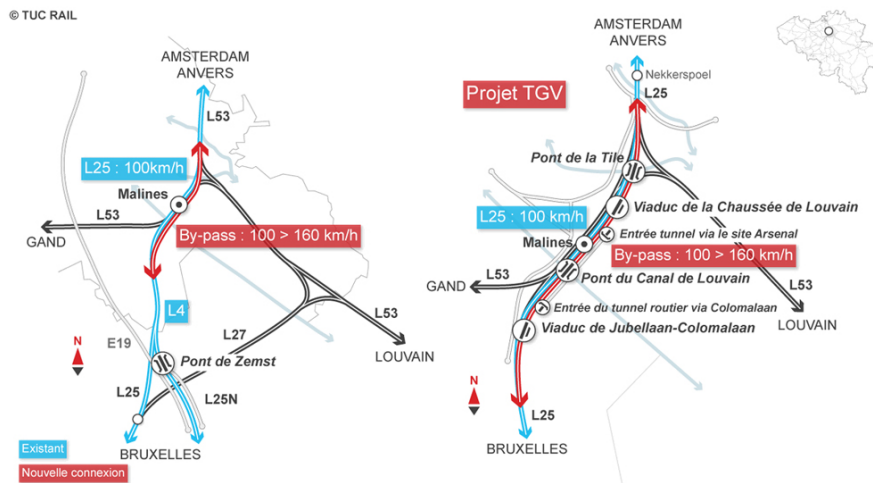 © TUC RAIL
AMSTERDAM
ANVERS
L53
L25 : 100km/h
Malines
L53
GAND
By-pass : 100 > 160 km/h
L4
L53
L27
E19
LOUVAIN
N
Pont de Zemst
L25
L25N
BRUXELLES
Existant
Nouvelle connexion
AMSTERDAM
ANVERS
Nekkerspoel
Projet TGV
L25
Pont de la Tile
Viaduc de la Chaussée de Louvain
L25 : 100 km/h
Entrée tunnel via le site Arsenal
Malines
By-pass : 100 > 160 km/h
L53
Pont du Canal de Louvain
GAND
L53
Entrée du tunnel routier via Colomalaan
LOUVAIN
Viaduc de Jubellaan-Colomalaan
N
L25
BRUXELLES